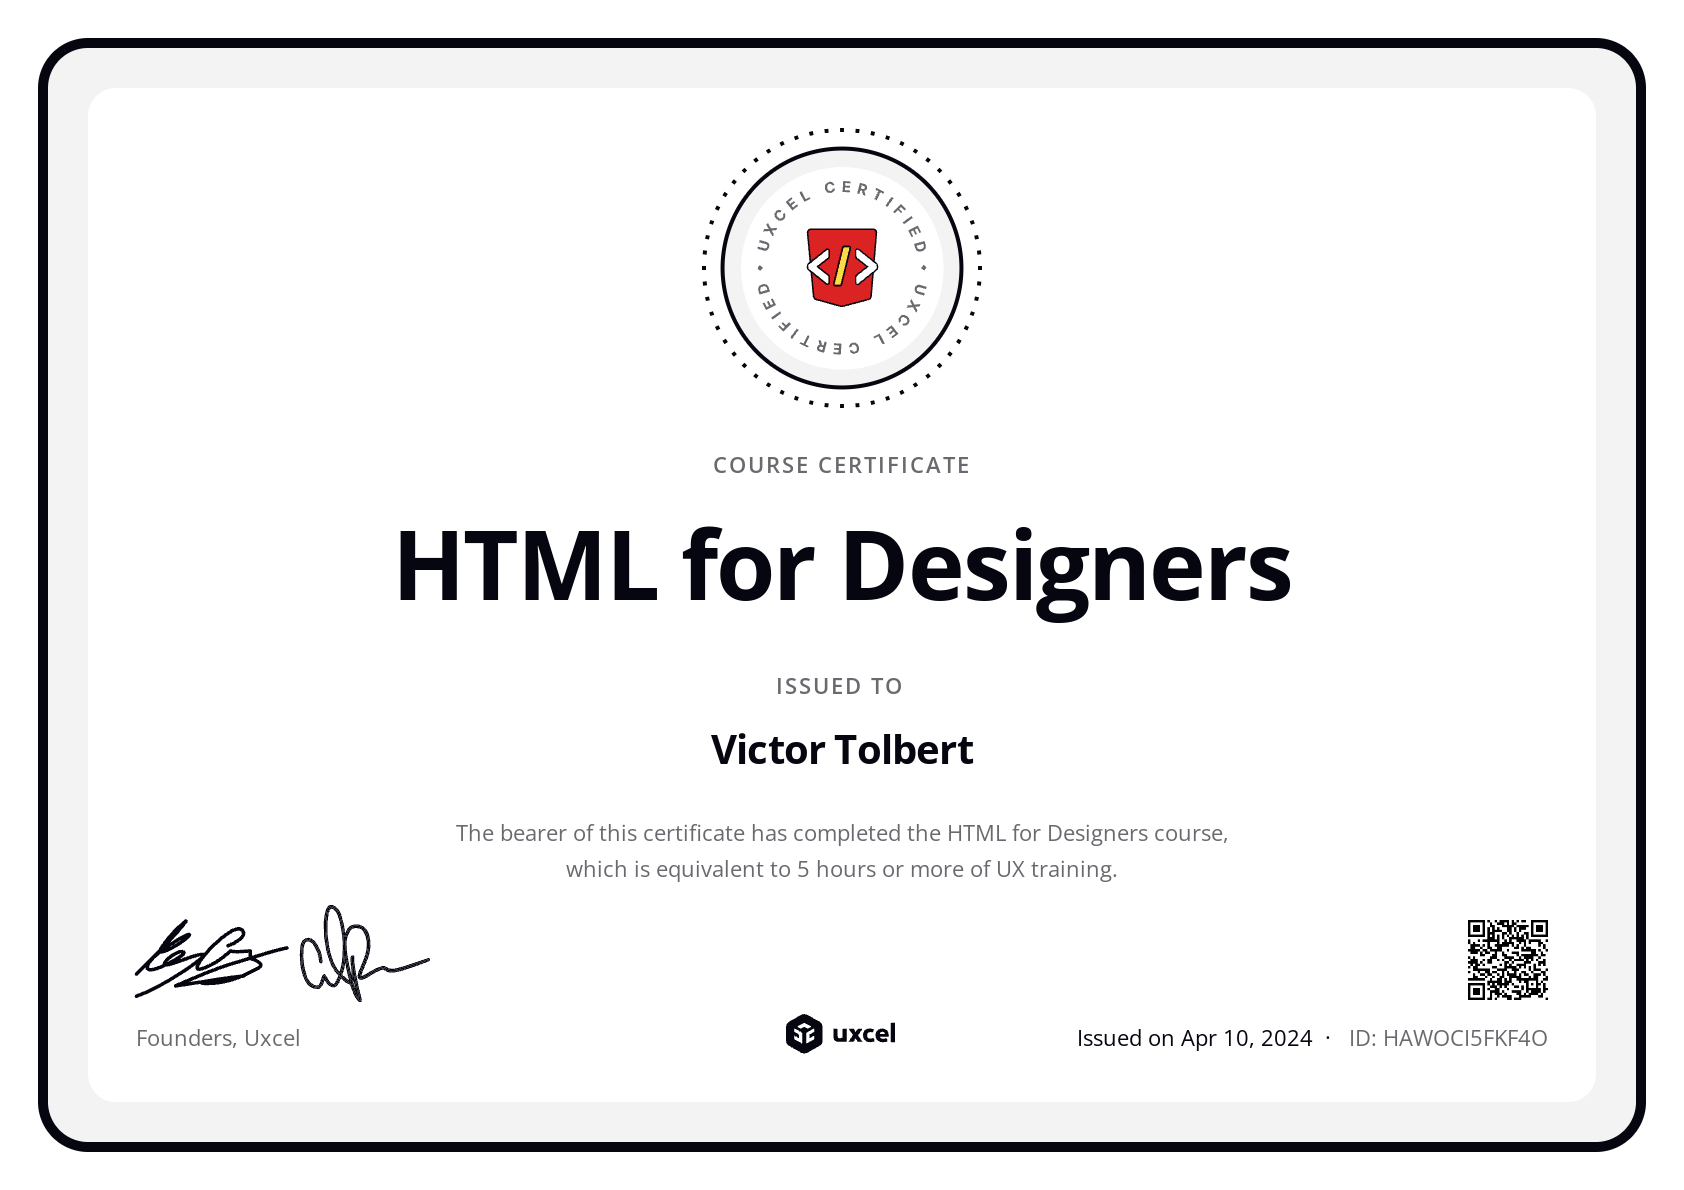 UXCEL CERTIFIED • UXCEL CERTIFIED •
</>
COURSE CERTIFICATE
HTML for Designers
ISSUED TO
Victor Tolbert
The bearer of this certificate has completed the HTML for Designers course,
which is equivalent to 5 hours or more of UX training.
Founders, Uxcel
uxcel
Issued on Apr 10, 2024 · ID: HAWOCI5FKF4O